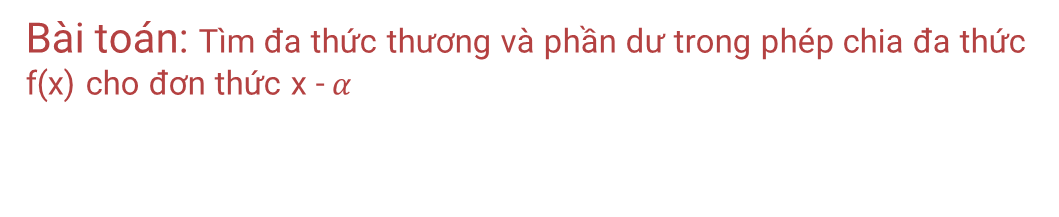 Bài toán: Tìm đa thức thương và phần dư trong phép chia đa thức
f(x) cho đơn thức x - α